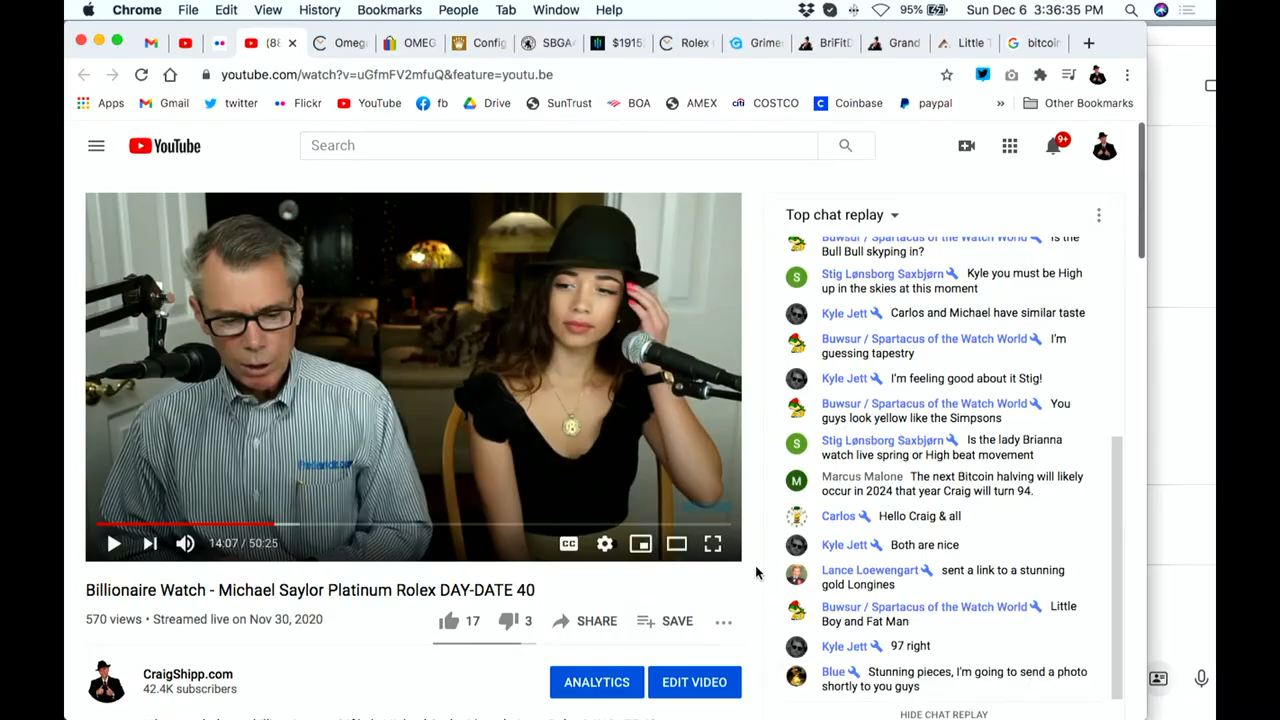 Chrome File Edit View History Bookmarks People Tab Window Help 95% Sun Dec 6 3:36:35 PM
(88 Omega OMEG Config SBGA4 $1915 Rolex Grimes BriFitD Grand Little T bitcoin
youtube.com/watch?v=uGfmFV2mfuQ&feature=youtu.be
Apps Gmail twitter Flickr YouTube fb Drive SunTrust BOA AMEX COSTCO Coinbase paypal » Other Bookmarks
YouTube Search 9+
Top chat replay
Buwsur / Spartacus of the Watch World Is the
Bull Bull skyping in?
Stig Lønsborg Saxbjørn Kyle you must be High
up in the skies at this moment
Kyle Jett Carlos and Michael have similar taste
Buwsur / Spartacus of the Watch World I'm
guessing tapestry
Kyle Jett I'm feeling good about it Stig!
Buwsur / Spartacus of the Watch World You
guys look yellow like the Simpsons
Stig Lønsborg Saxbjørn Is the lady Brianna
watch live spring or High beat movement
Marcus Malone The next Bitcoin halving will likely
occur in 2024 that year Craig will turn 94.
Carlos Hello Craig & all
Kyle Jett Both are nice
Lance Loewengart sent a link to a stunning
gold Longines
Buwsur / Spartacus of the Watch World Little
Boy and Fat Man
Kyle Jett 97 right
Blue Stunning pieces, I'm going to send a photo
shortly to you guys
HIDE CHAT REPLAY
14:07 / 50:25 CC
Billionaire Watch - Michael Saylor Platinum Rolex DAY-DATE 40
570 views • Streamed live on Nov 30, 2020
17 3 SHARE SAVE
CraigShipp.com
42.4K subscribers
ANALYTICS EDIT VIDEO